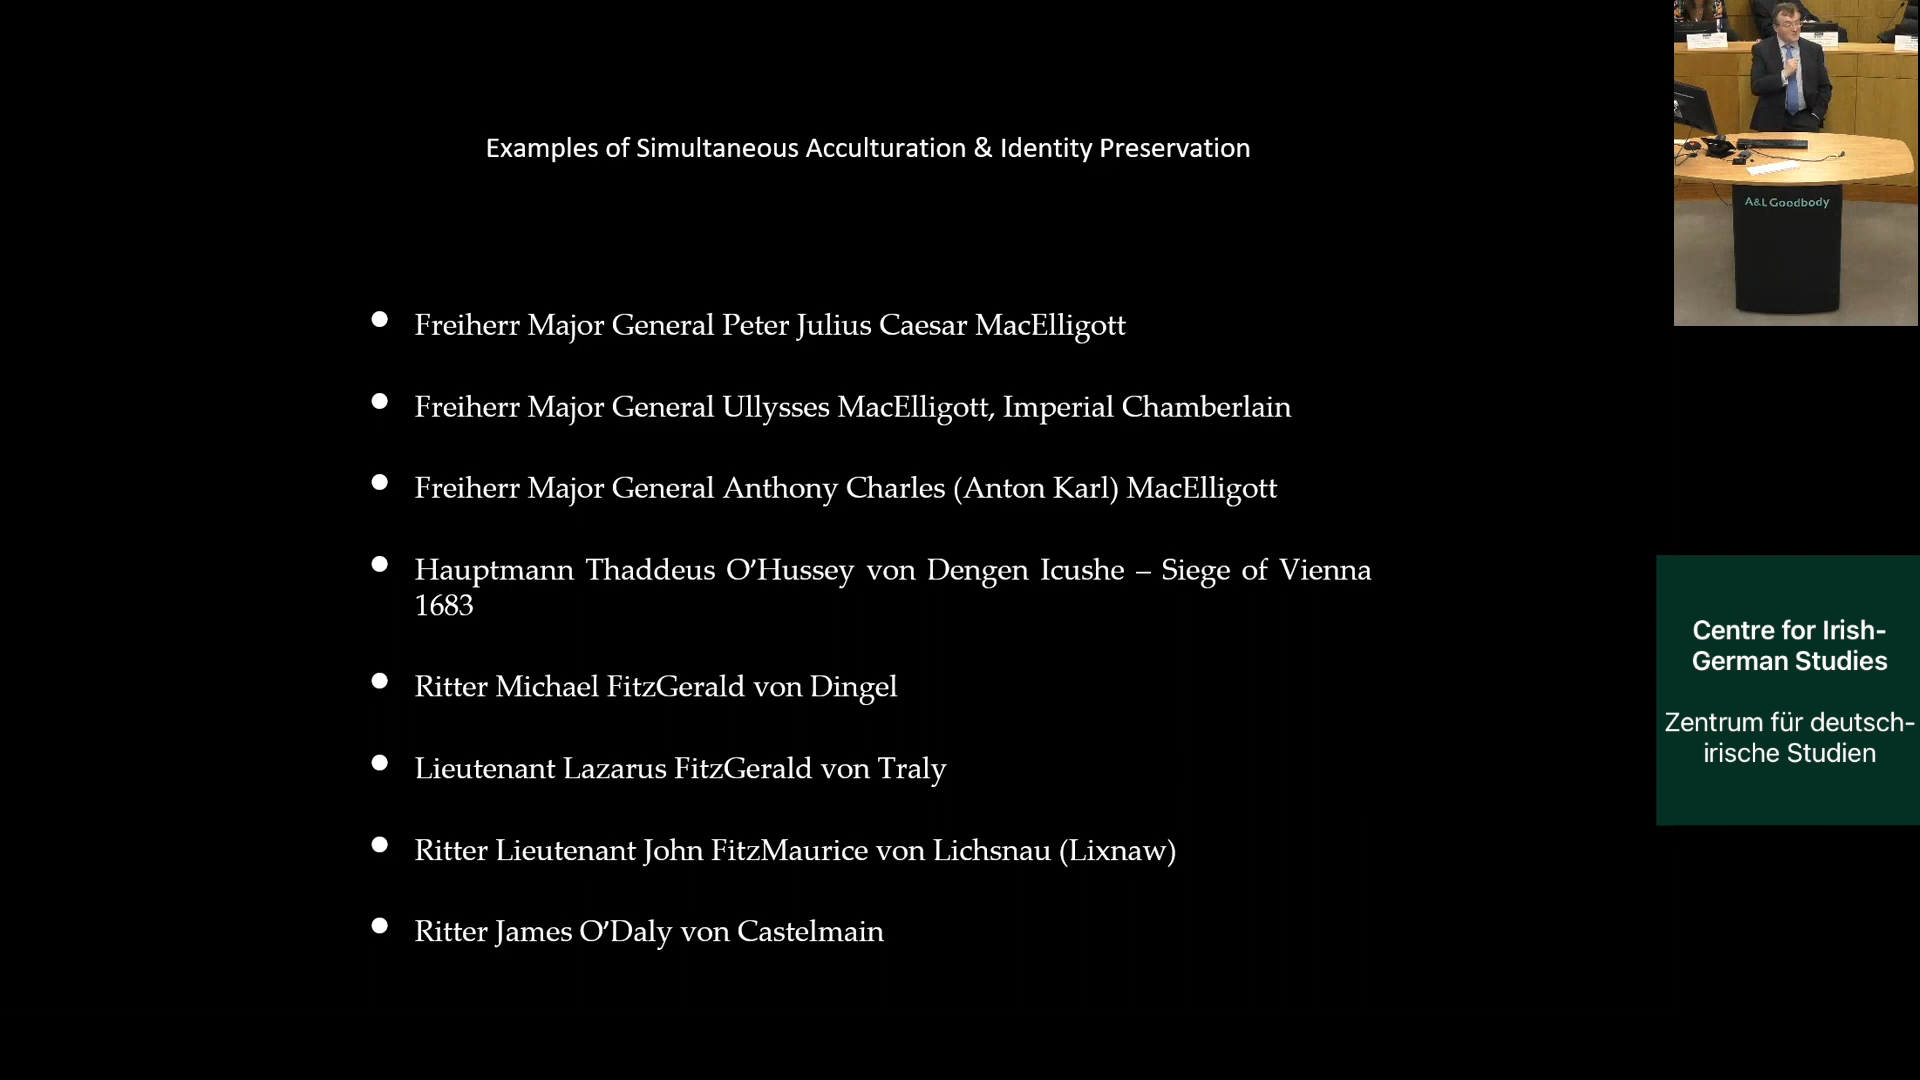 Examples of Simultaneous Acculturation & Identity Preservation
Freiherr Major General Peter Julius Caesar MacElligott
Freiherr Major General Ullysses MacElligott, Imperial Chamberlain
Freiherr Major General Anthony Charles (Anton Karl) MacElligott
Hauptmann Thaddeus O’Hussey von Dengen Icushe – Siege of Vienna
1683
Ritter Michael FitzGerald von Dingel
Lieutenant Lazarus FitzGerald von Traly
Ritter Lieutenant John FitzMaurice von Lichsnau (Lixnaw)
Ritter James O’Daly von Castelmain
A&L Goodbody
Centre for Irish-
German Studies
Zentrum für deutsch-
irische Studien